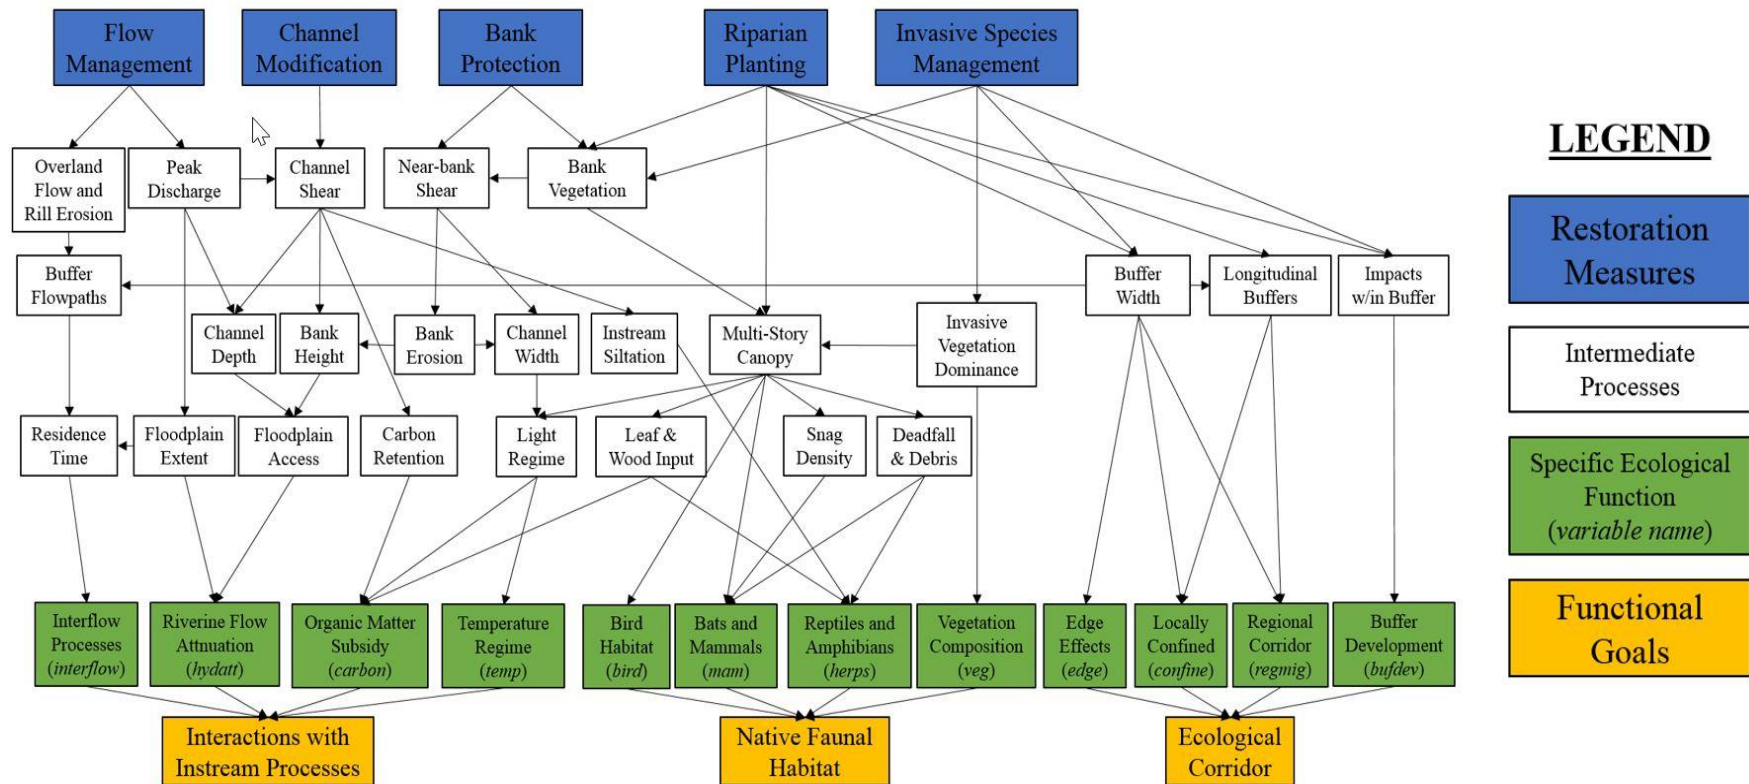 Flow
Management
Channel
Modification
Bank
Protection
Riparian
Planting
Invasive Species
Management
Overland
Flow and
Rill Erosion
Peak
Discharge
Channel
Shear
Near-bank
Shear
Bank
Vegetation
Buffer
Flowpaths
Buffer
Width
Longitudinal
Buffers
Impacts
w/in Buffer
Channel
Depth
Bank
Height
Bank
Erosion
Channel
Width
Instream
Siltation
Multi-Story
Canopy
Invasive
Vegetation
Dominance
Residence
Time
Floodplain
Extent
Floodplain
Access
Carbon
Retention
Light
Regime
Leaf &
Wood Input
Snag
Density
Deadfall
& Debris
Interflow
Processes
(interflow)
Riverine Flow
Attnuation
(hydatt)
Organic Matter
Subsidy
(carbon)
Temperature
Regime
(temp)
Bird
Habitat
(bird)
Bats and
Mammals
(mam)
Reptiles and
Amphibians
(herps)
Vegetation
Composition
(veg)
Edge
Effects
(edge)
Locally
Confined
(confine)
Regional
Corridor
(regmig)
Buffer
Development
(bufdev)
Interactions with
Instream Processes
Native Faunal
Habitat
Ecological
Corridor
LEGEND
Restoration
Measures
Intermediate
Processes
Specific Ecological
Function
(variable name)
Functional
Goals